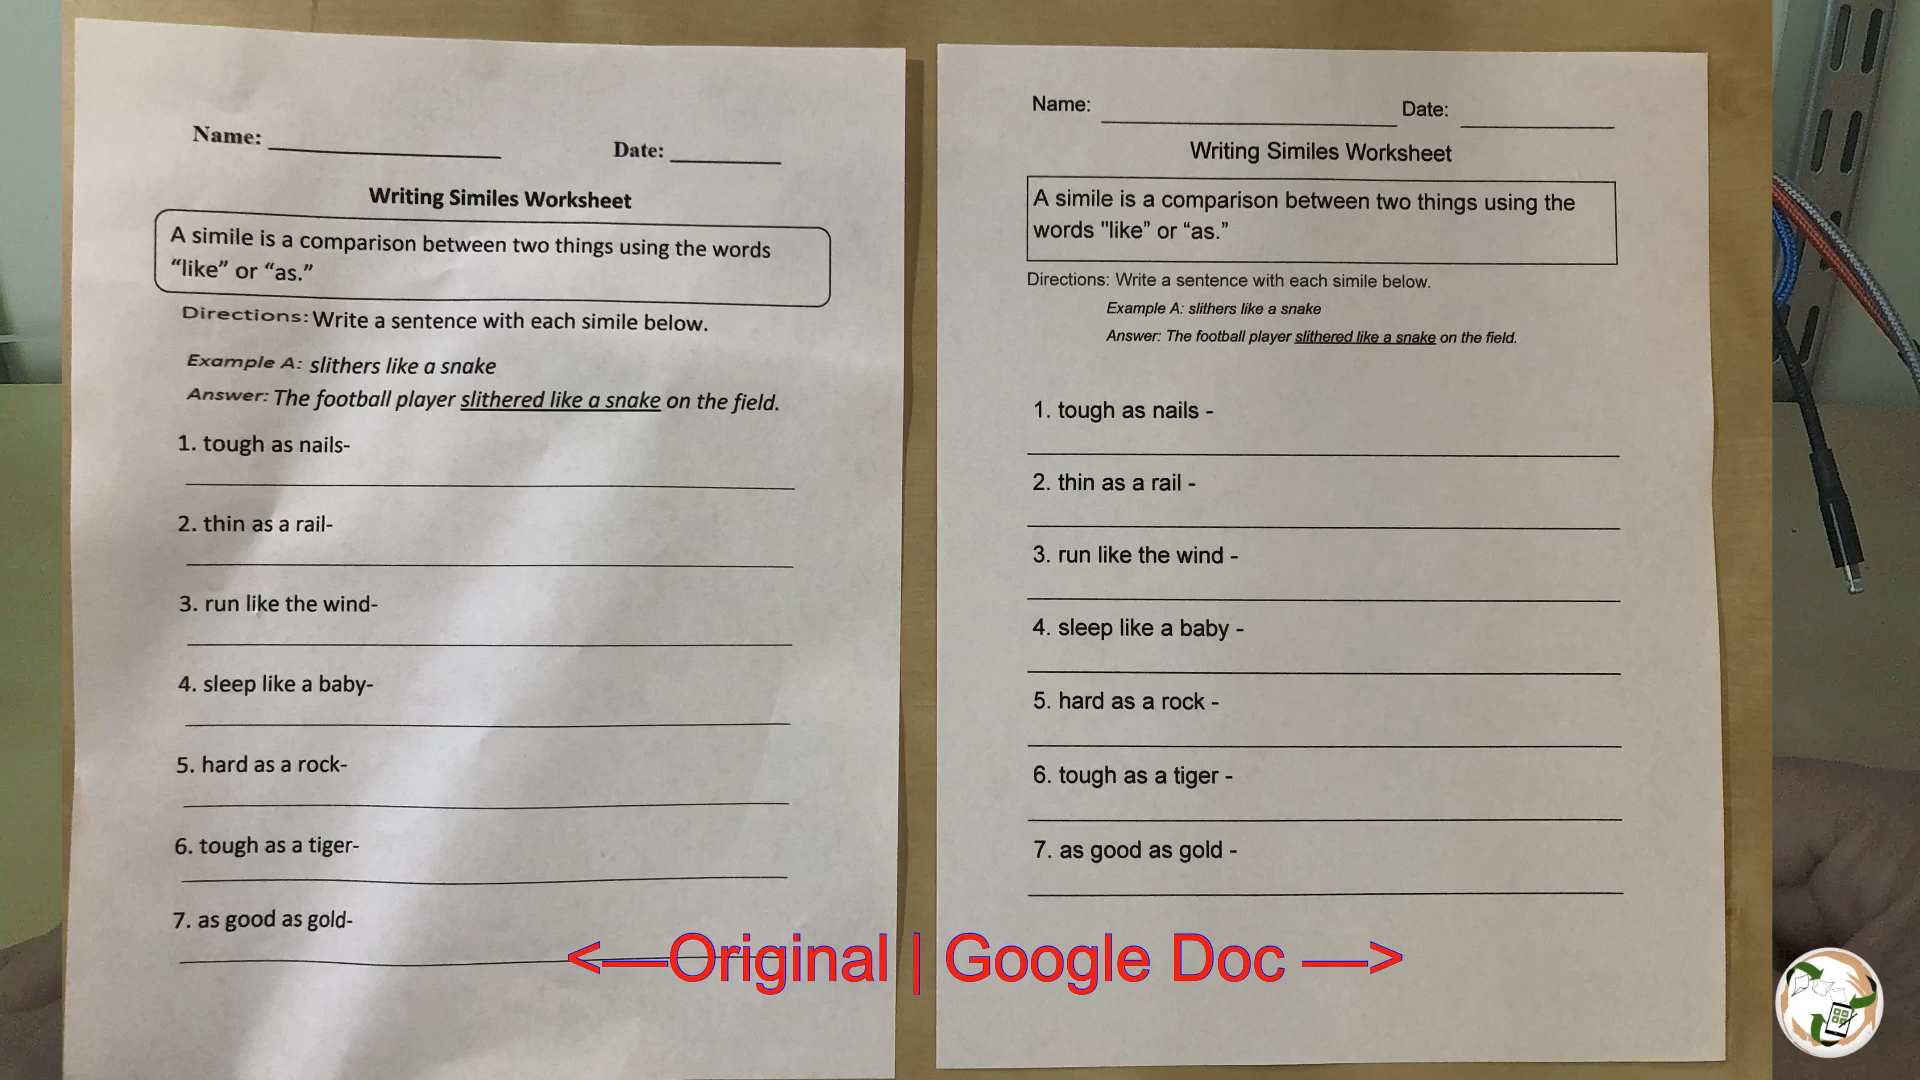 Name: ____________ Date: ______
Writing Similes Worksheet
A simile is a comparison between two things using the words
“like” or “as.”
Directions: Write a sentence with each simile below.
Example A: slithers like a snake
Answer: The football player slithered like a snake on the field.
1. tough as nails-
2. thin as a rail-
3. run like the wind-
4. sleep like a baby-
5. hard as a rock-
6. tough as a tiger-
7. as good as gold-
Name: ____________ Date: ______
Writing Similes Worksheet
A simile is a comparison between two things using the
words "like” or “as.”
Directions: Write a sentence with each simile below.
Example A: slithers like a snake
Answer: The football player slithered like a snake on the field.
1. tough as nails -
2. thin as a rail -
3. run like the wind -
4. sleep like a baby -
5. hard as a rock -
6. tough as a tiger -
7. as good as gold -
<—Original | Google Doc —>